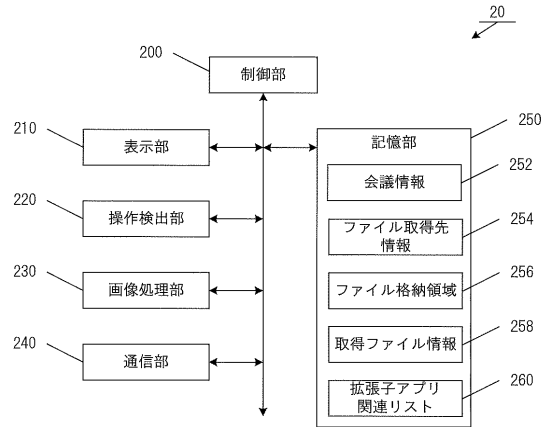 20
200
制御部
210
表示部
220
操作検出部
230
画像処理部
240
通信部
250
記憶部
252
会議情報
254
ファイル取得先
情報
256
ファイル格納領域
258
取得ファイル情報
260
拡張子アプリ
関連リスト